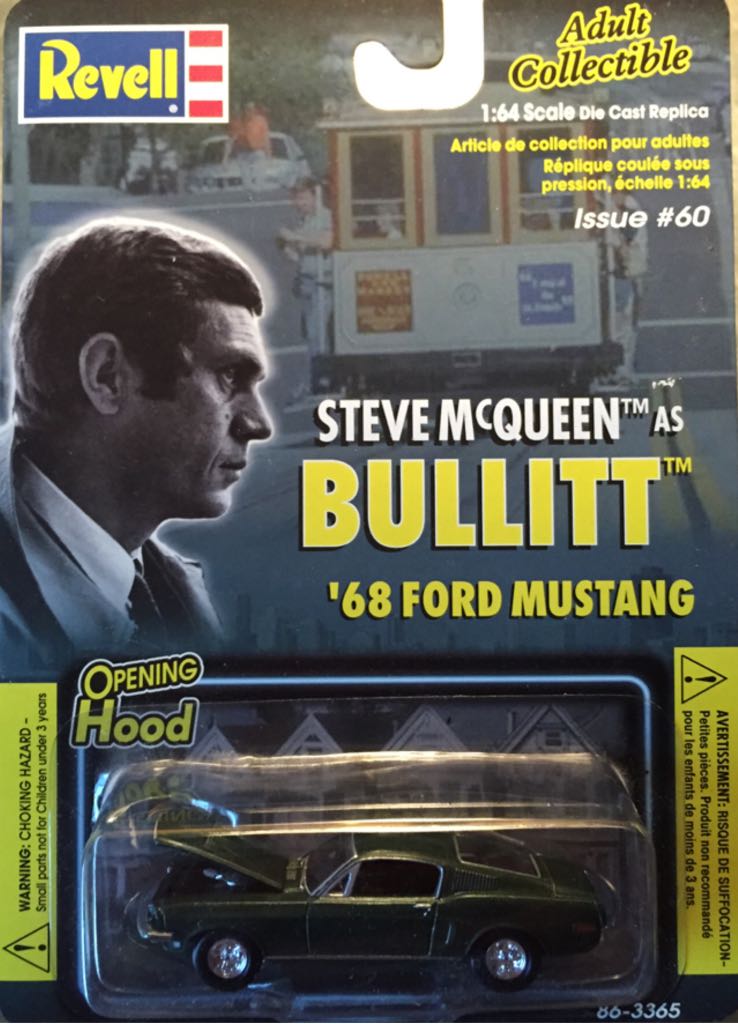 Revell
Adult
Collectible
1:64 Scale Die Cast Replica
Article de collection pour adultes
Réplique coulée sous
pression, échelle 1:64
Issue #60
STEVE McQUEEN™ AS
BULLITT™
'68 FORD MUSTANG
OPENING
Hood
WARNING: CHOKING HAZARD –
Small parts not for Children under 3 years
AVERTISSEMENT: RISQUE DE SUFFOCATION–
Petites pièces. Produit non recommandé
pour les enfants de moins de 3 ans.
86-3365